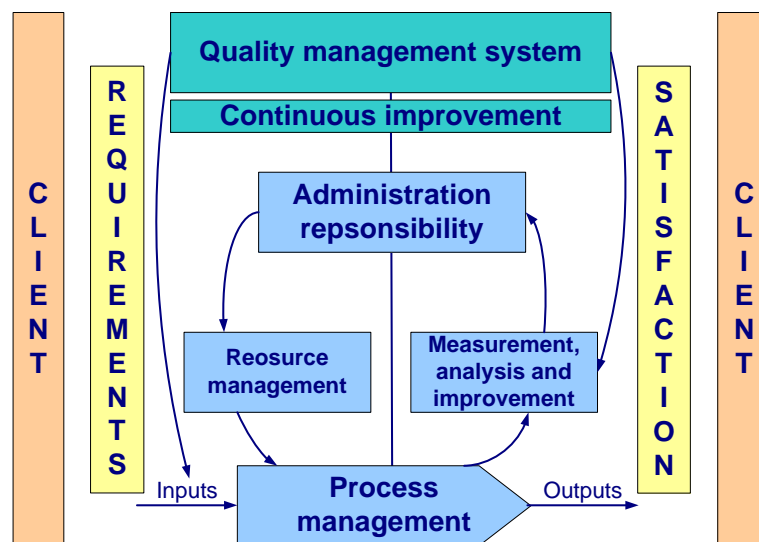 CLIENT
REQUIREMENTS
Quality management system
Continuous improvement
Administration
repsonsibility
Reosurce
management
Measurement,
analysis and
improvement
Inputs
Process
management
Outputs
SATISFACTION
CLIENT